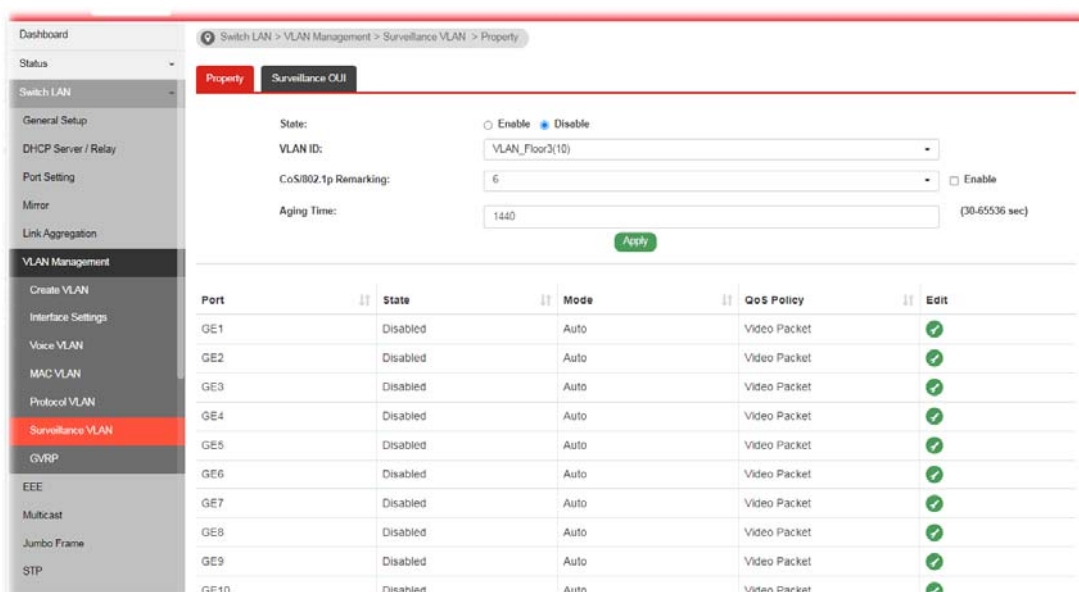 Dashboard
Status
Switch LAN
General Setup
DHCP Server / Relay
Port Setting
Mirror
Link Aggregation
VLAN Management
Create VLAN
Interface Settings
Voice VLAN
MAC VLAN
Protocol VLAN
Surveillance VLAN
GVRP
EEE
Multicast
Jumbo Frame
STP
Switch LAN > VLAN Management > Surveillance VLAN > Property
Property Surveillance OUI
State: Enable Disable
VLAN ID: VLAN_Floor3(10)
CoS/802.1p Remarking: 6 Enable
Aging Time: 1440 (30-65536 sec)
Apply
Port State Mode QoS Policy Edit
GE1 Disabled Auto Video Packet
GE2 Disabled Auto Video Packet
GE3 Disabled Auto Video Packet
GE4 Disabled Auto Video Packet
GE5 Disabled Auto Video Packet
GE6 Disabled Auto Video Packet
GE7 Disabled Auto Video Packet
GE8 Disabled Auto Video Packet
GE9 Disabled Auto Video Packet
GE10 Disabled Auto Video Packet